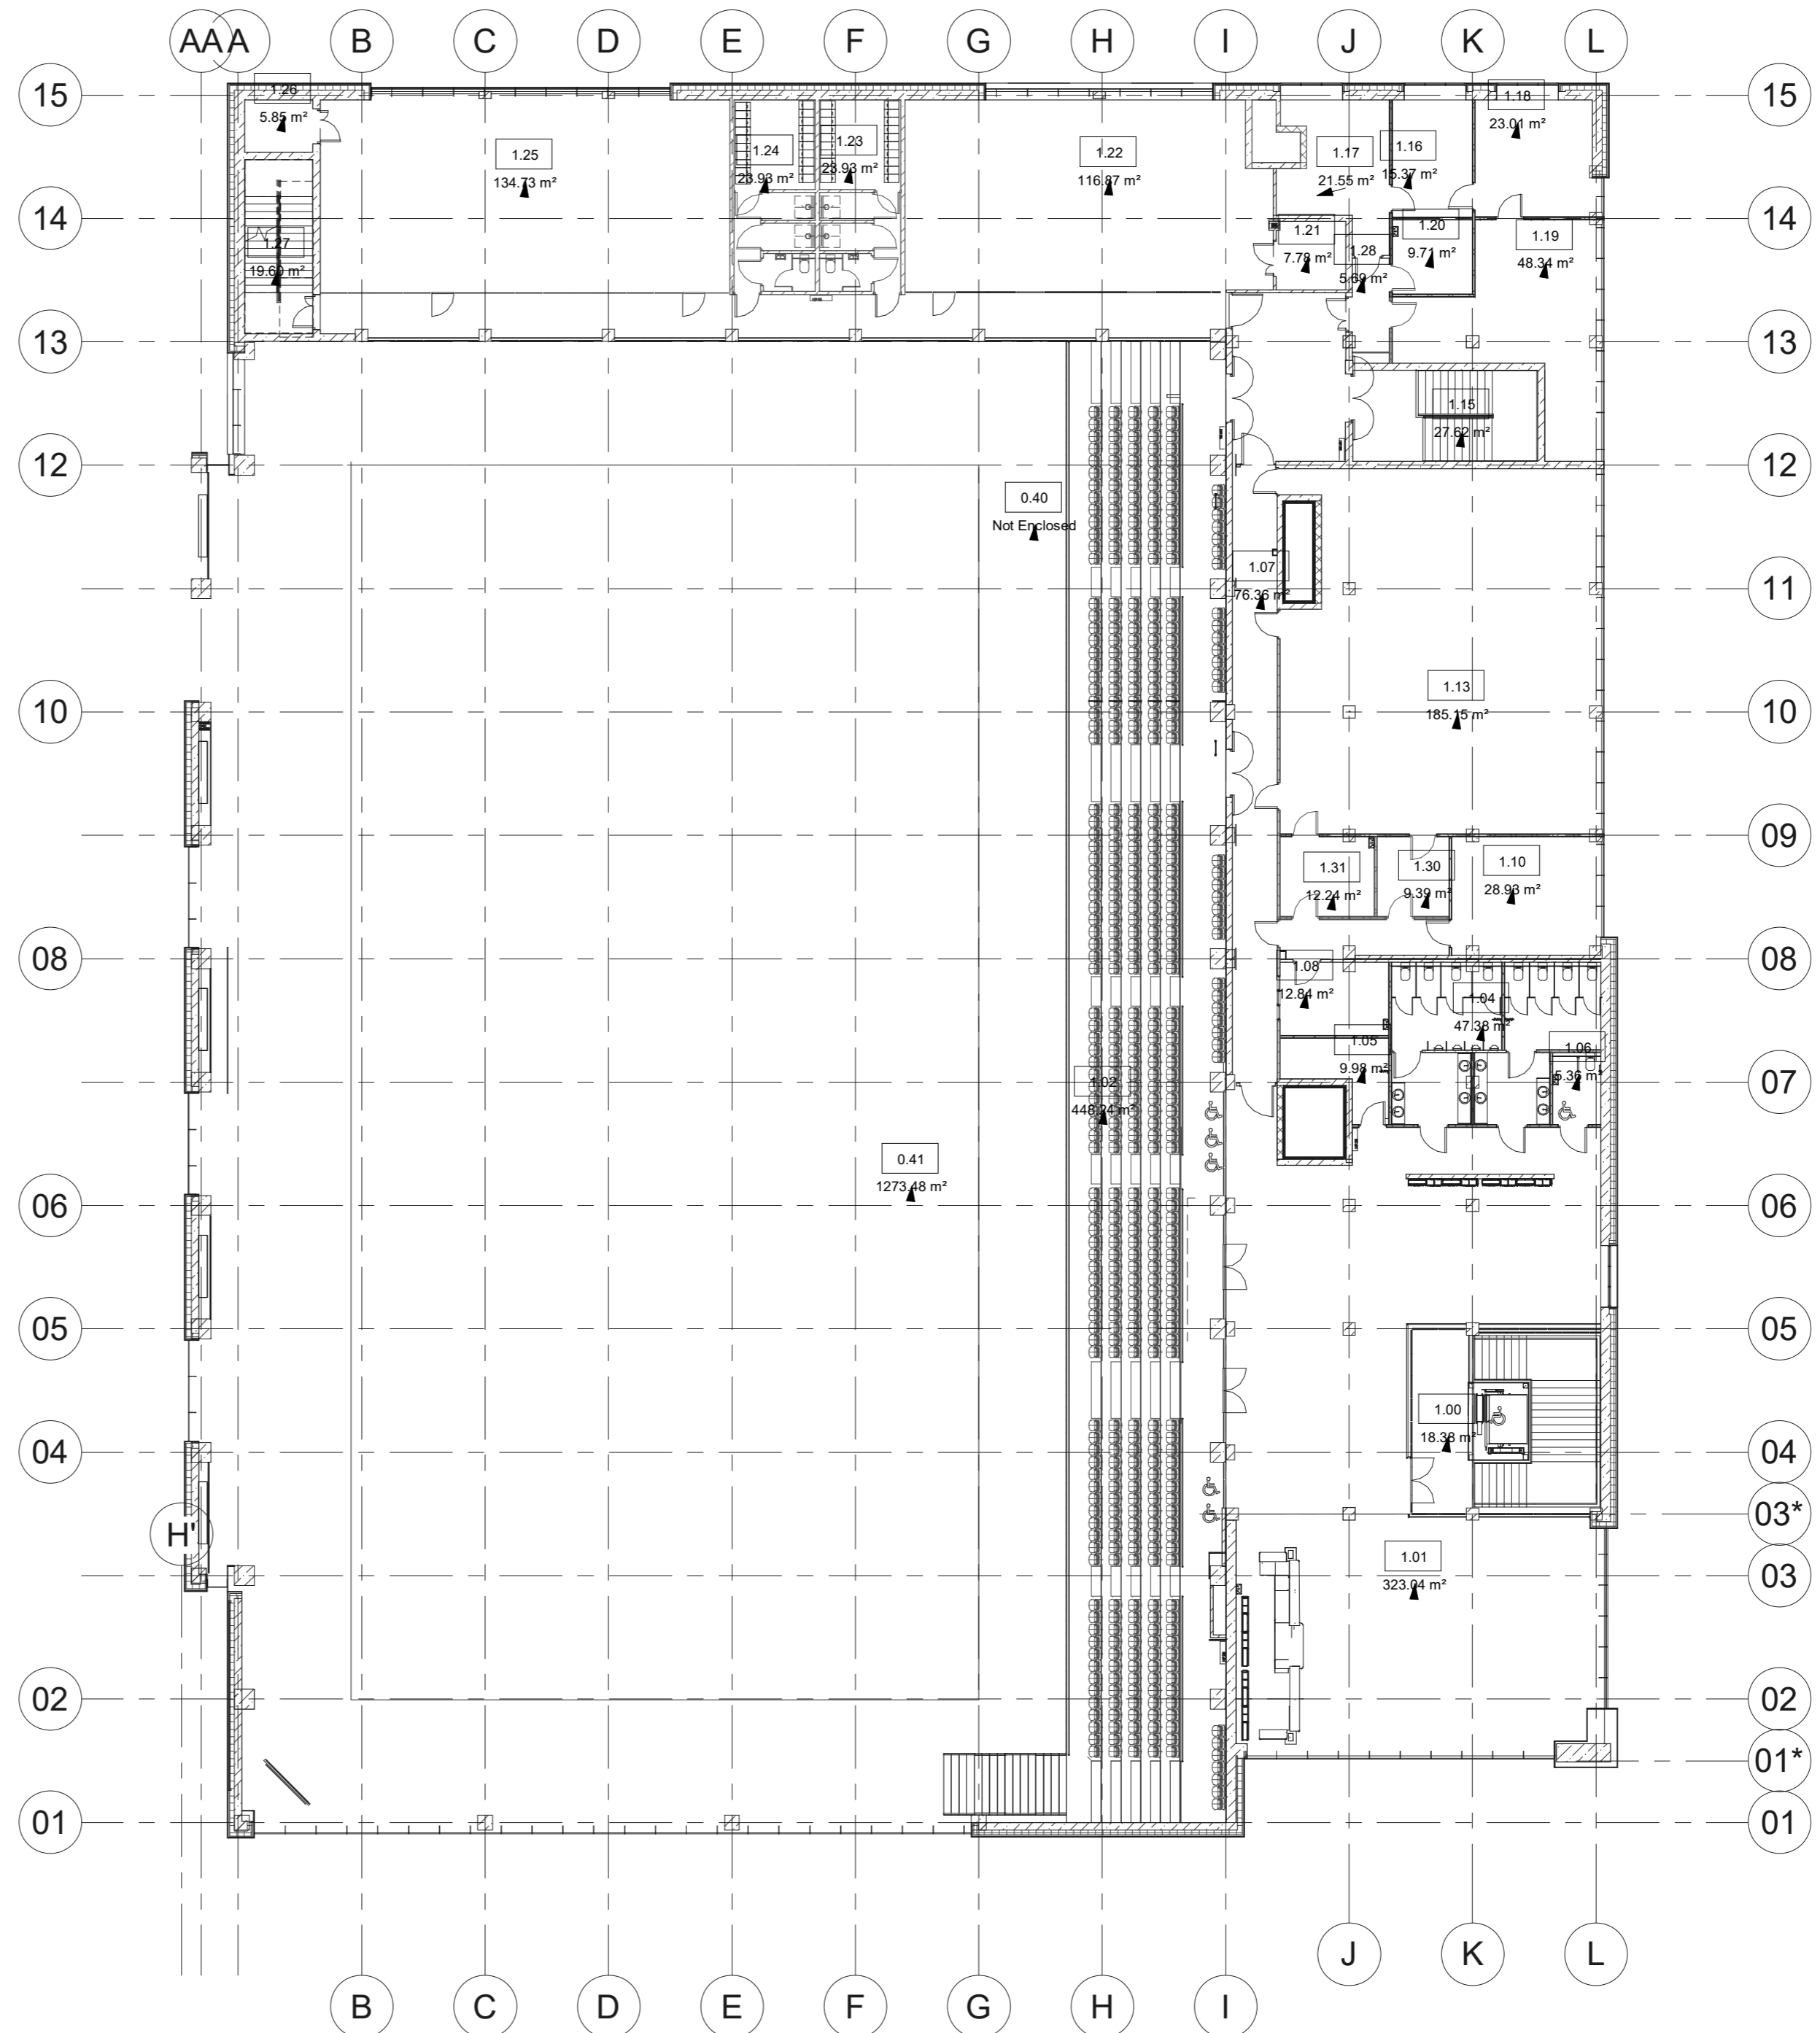 AA A B C D E F G H I J K L
15 15
1.26
5.85 m²
1.25
134.73 m²
1.24
23.93 m²
1.23
23.93 m²
1.22
116.87 m²
1.17
21.55 m²
1.16
15.37 m²
1.18
23.01 m²
14 14
1.27
19.60 m²
1.21
7.78 m²
1.28
5.69 m²
1.20
9.71 m²
1.19
48.34 m²
13 13
1.15
27.62 m²
12 12
0.40
Not Enclosed
1.07
76.36 m²
11
1.13
185.15 m²
10 10
09
1.31
12.24 m²
1.30
9.39 m²
1.10
28.93 m²
08 08
1.08
12.84 m²
1.04
47.38 m²
1.05
9.98 m²
1.06
5.36 m²
07
1.02
448.24 m²
0.41
1273.48 m²
06 06
05 05
1.00
18.38 m²
04 04
03*
H'
1.01
323.04 m²
03
02 02
01*
01 01
J K L
B C D E F G H I